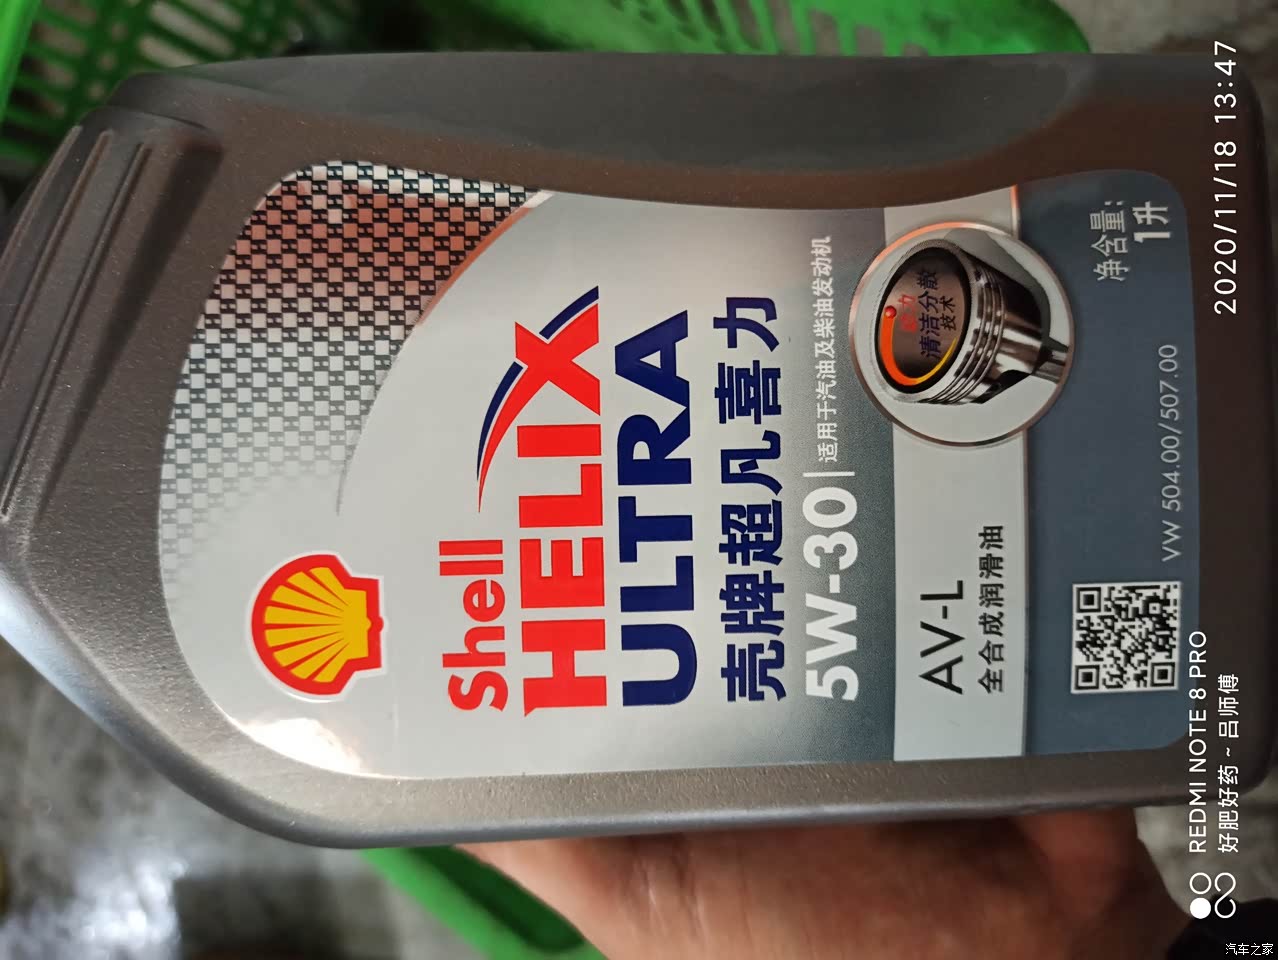 Shell
HELIX
ULTRA
壳牌超凡喜力
5W-30 | 适用于汽油及柴油发动机
清洁分散
技术
AV-L
全合成润滑油
净含量:
1升
VW 504.00/507.00
REDMI NOTE 8 PRO
好肥好药~吕师傅
2020/11/18 13:47
汽车之家